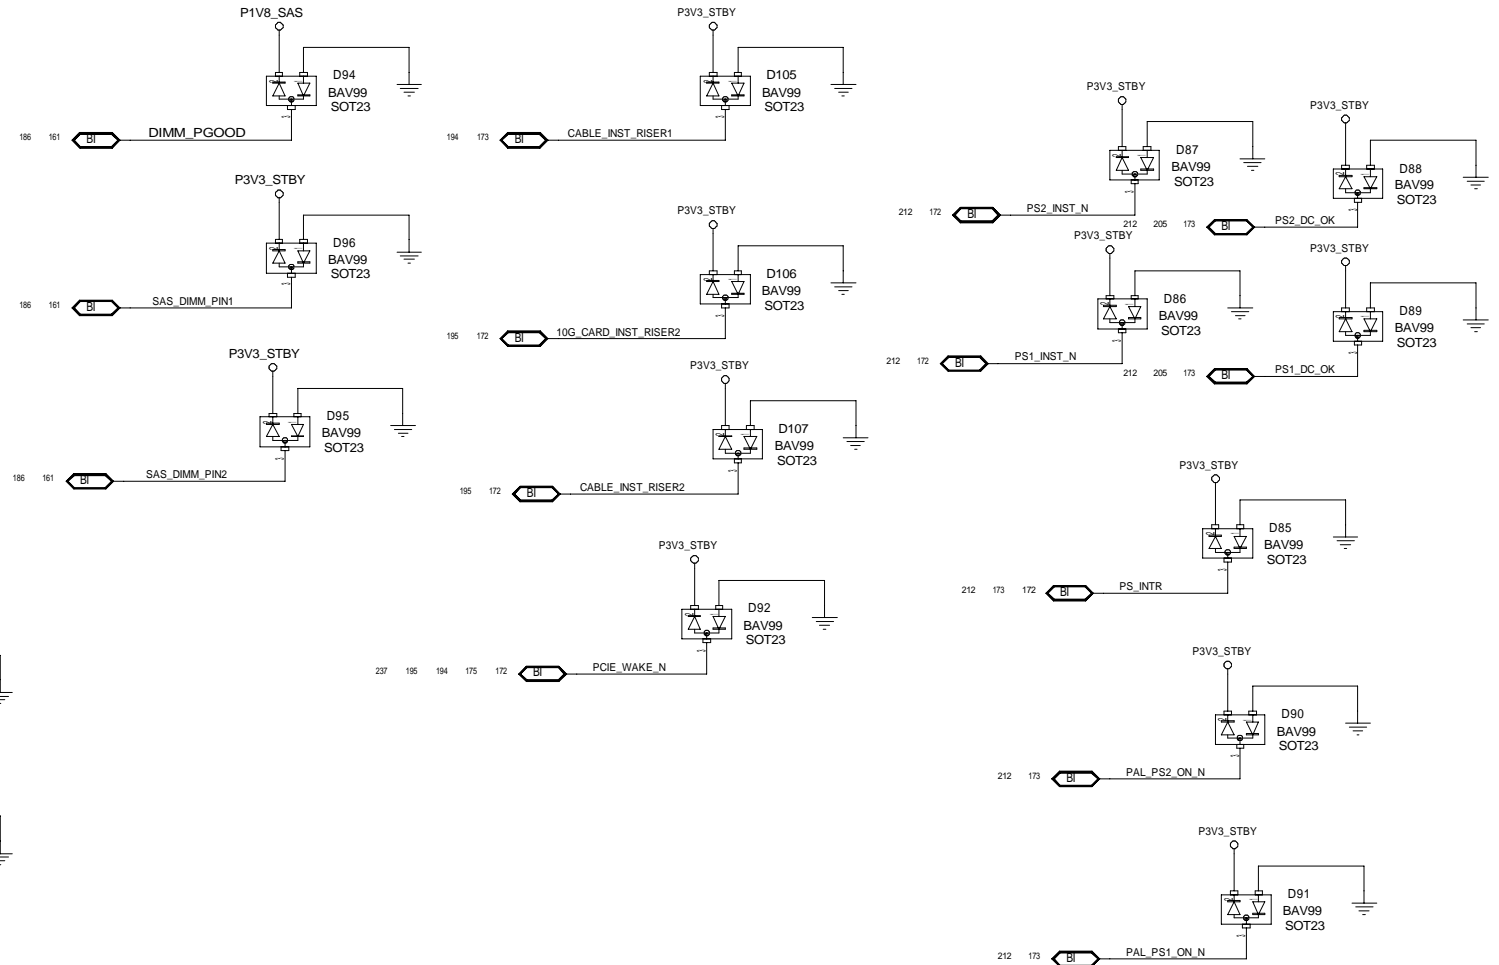 P1V8_SAS
D94
BAV99
SOT23
186 161 BI DIMM_PGOOD
P3V3_STBY
D96
BAV99
SOT23
186 161 BI SAS_DIMM_PIN1
P3V3_STBY
D95
BAV99
SOT23
186 161 BI SAS_DIMM_PIN2
P3V3_STBY
D105
BAV99
SOT23
194 173 BI CABLE_INST_RISER1
P3V3_STBY
D106
BAV99
SOT23
195 172 BI 10G_CARD_INST_RISER2
P3V3_STBY
D107
BAV99
SOT23
195 172 BI CABLE_INST_RISER2
P3V3_STBY
D92
BAV99
SOT23
237 195 194 175 172 BI PCIE_WAKE_N
P3V3_STBY
D87
BAV99
SOT23
212 172 BI PS2_INST_N
P3V3_STBY
D88
BAV99
SOT23
212 205 173 BI PS2_DC_OK
P3V3_STBY
D86
BAV99
SOT23
212 172 BI PS1_INST_N
P3V3_STBY
D89
BAV99
SOT23
212 205 173 BI PS1_DC_OK
P3V3_STBY
D85
BAV99
SOT23
212 173 172 BI PS_INTR
P3V3_STBY
D90
BAV99
SOT23
212 173 BI PAL_PS2_ON_N
P3V3_STBY
D91
BAV99
SOT23
212 173 BI PAL_PS1_ON_N